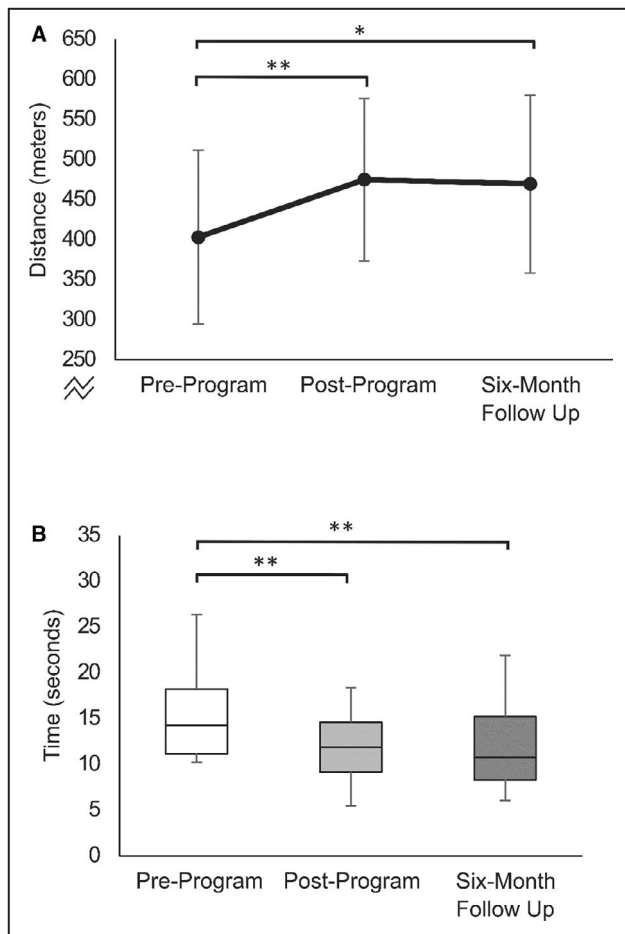 A
650
600
550
500
450
400
350
300
250
Distance (meters)
*
**
Pre-Program
Post-Program
Six-Month
Follow Up
B
35
30
25
20
15
10
5
0
Time (seconds)
**
**
Pre-Program
Post-Program
Six-Month
Follow Up